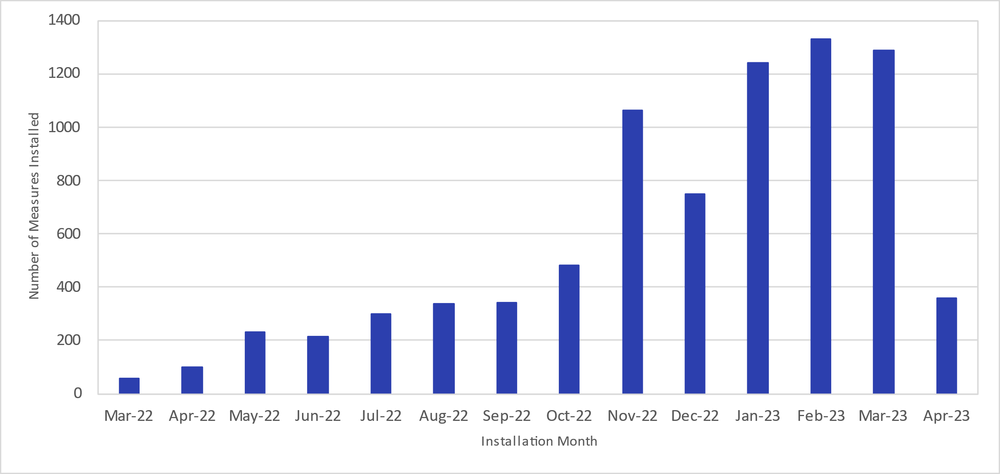 1400
1200
1000
800
600
400
200
0
Number of Measures Installed
Mar-22 Apr-22 May-22 Jun-22 Jul-22 Aug-22 Sep-22 Oct-22 Nov-22 Dec-22 Jan-23 Feb-23 Mar-23 Apr-23
Installation Month